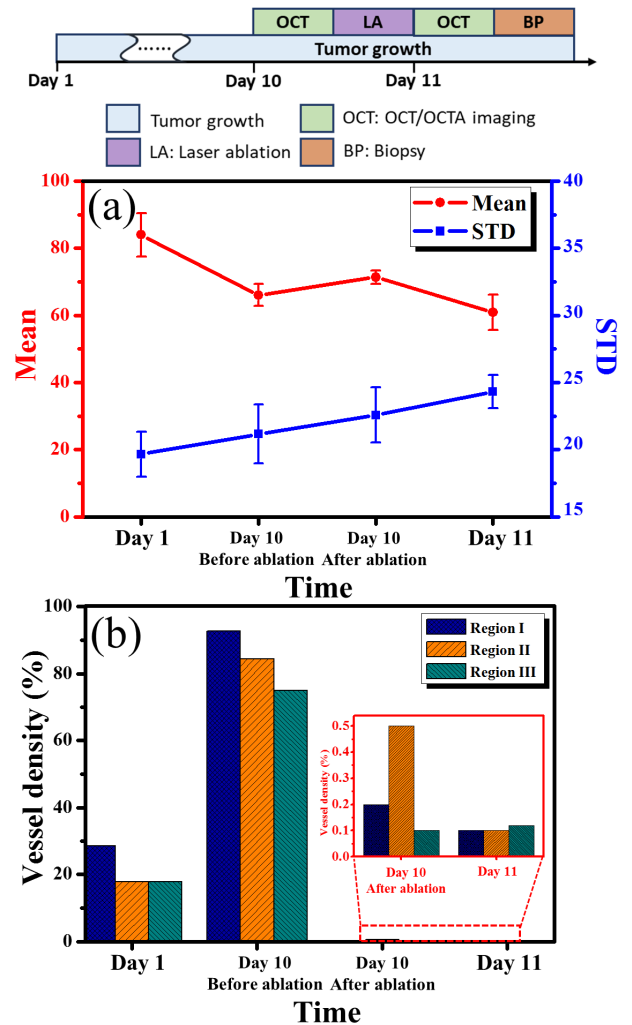 OCT LA OCT BP
...... Tumor growth
Day 1 Day 10 Day 11
Tumor growth OCT: OCT/OCTA imaging
LA: Laser ablation BP: Biopsy
(a)
Mean
STD
100
80
60
40
20
0
Mean
40
35
30
25
20
15
STD
Day 1 Day 10 Day 10 Day 11
Before ablation After ablation
Time
(b)
Region I
Region II
Region III
100
80
60
40
20
0
Vessel density (%)
0.5
0.4
0.3
0.2
0.1
0.0
Vessel density (%)
Day 10 Day 11
After ablation
Day 1 Day 10 Day 10 Day 11
Before ablation After ablation
Time